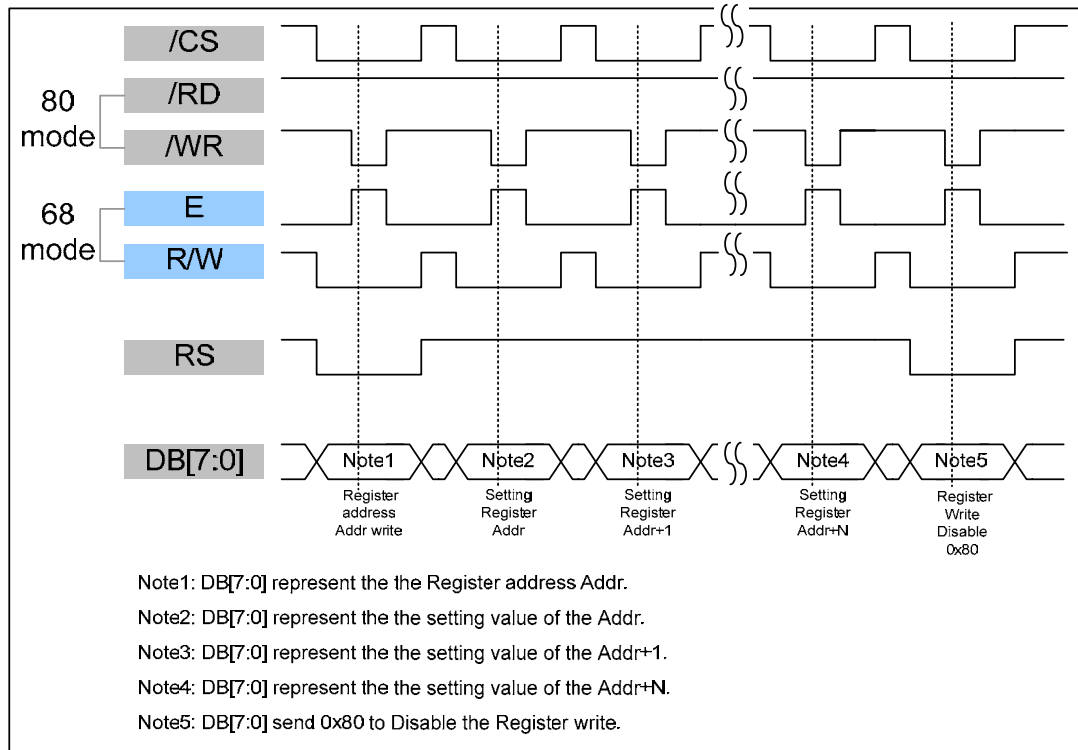 /CS
/RD
80
mode
/WR
E
68
mode
R/W
RS
DB[7:0]
Note1
Note2
Note3
Note4
Note5
Register
address
Addr write
Setting
Register
Addr
Setting
Register
Addr+1
Setting
Register
Addr+N
Register
Write
Disable
0x80
Note1: DB[7:0] represent the the Register address Addr.
Note2: DB[7:0] represent the the setting value of the Addr.
Note3: DB[7:0] represent the the setting value of the Addr+1.
Note4: DB[7:0] represent the the setting value of the Addr+N.
Note5: DB[7:0] send 0x80 to Disable the Register write.